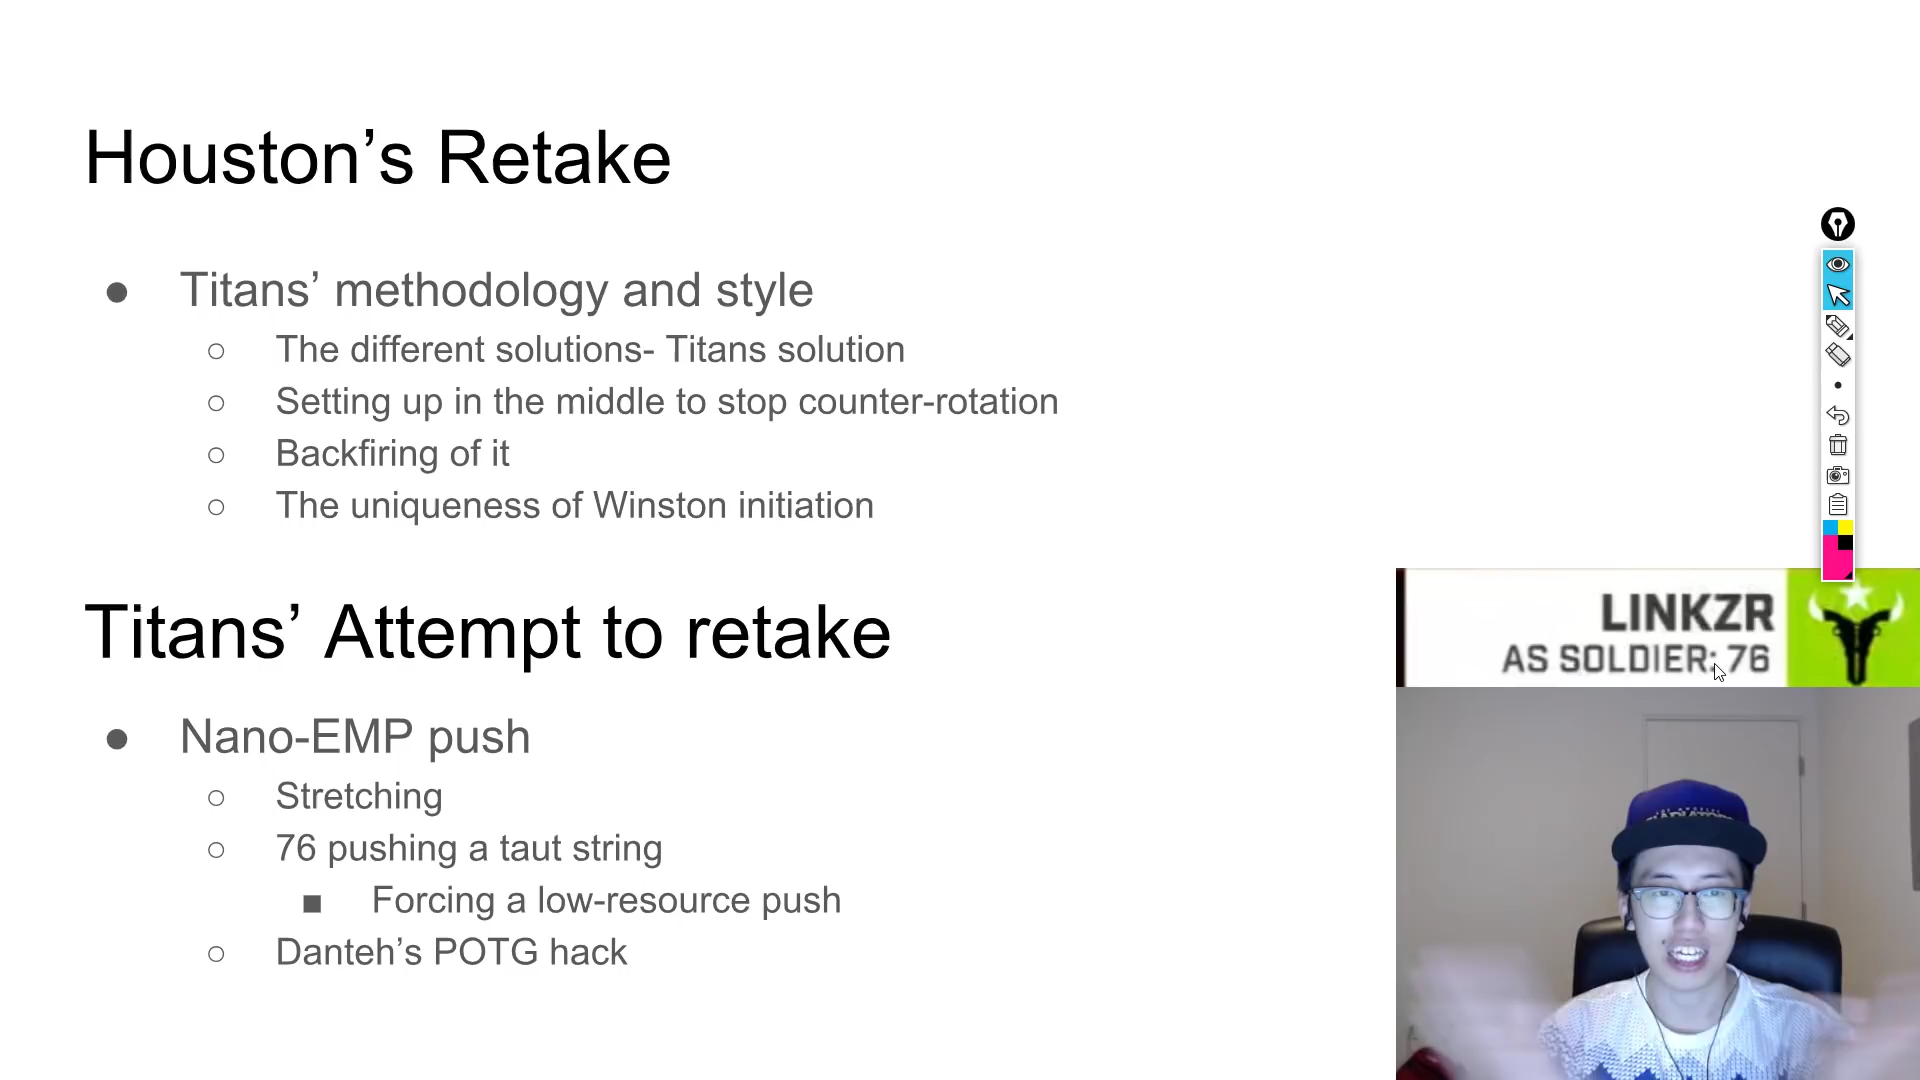 Houston’s Retake
● Titans’ methodology and style
○ The different solutions- Titans solution
○ Setting up in the middle to stop counter-rotation
○ Backfiring of it
○ The uniqueness of Winston initiation
Titans’ Attempt to retake
● Nano-EMP push
○ Stretching
○ 76 pushing a taut string
■ Forcing a low-resource push
○ Danteh’s POTG hack
LINKZR
AS SOLDIER: 76
LOS ANGELES